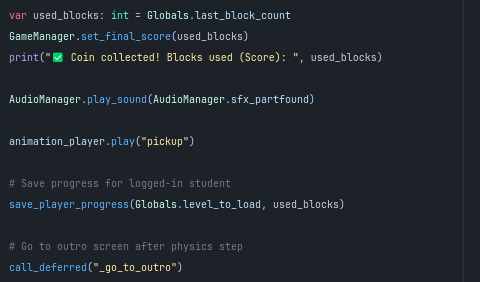 var used_blocks: int = Globals.last_block_count
GameManager.set_final_score(used_blocks)
print("✅ Coin collected! Blocks used (Score): ", used_blocks)
AudioManager.play_sound(AudioManager.sfx_partfound)
animation_player.play("pickup")
# Save progress for logged-in student
save_player_progress(Globals.level_to_load, used_blocks)
# Go to outro screen after physics step
call_deferred("_go_to_outro")